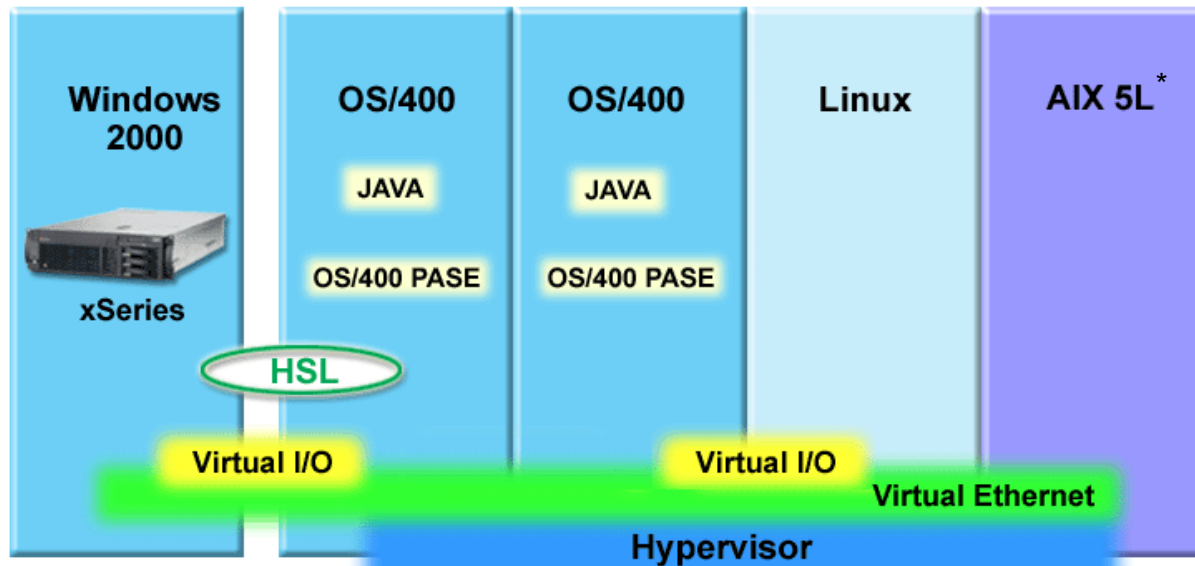 Windows
2000
xSeries
OS/400
JAVA
OS/400 PASE
OS/400
JAVA
OS/400 PASE
Linux
AIX 5L*
HSL
Virtual I/O
Virtual I/O
Virtual Ethernet
Hypervisor